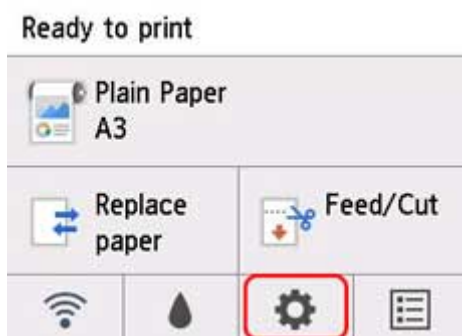 Ready to print
Plain Paper
A3
Replace
paper
Feed/Cut